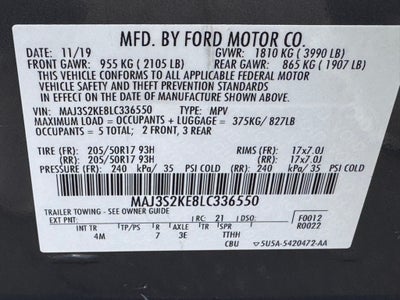 MFD. BY FORD MOTOR CO.
DATE: 11/19 GVWR: 1810 KG ( 3990 LB)
FRONT GAWR: 955 KG ( 2105 LB) REAR GAWR: 865 KG ( 1907 LB)
THIS VEHICLE CONFORMS TO ALL APPLICABLE FEDERAL MOTOR
VEHICLE SAFETY AND THEFT PREVENTION STANDARDS IN
EFFECT ON THE DATE OF MANUFACTURE SHOWN ABOVE.
VIN: MAJ3S2KE8LC336550 TYPE: MPV
MAXIMUM LOAD = OCCUPANTS + LUGGAGE = 375KG/ 827LB
OCCUPANTS = 5 TOTAL; 2 FRONT, 3 REAR
TIRE (FR): 205/50R17 93H RIMS (FR): 17x7.0J
(RR): 205/50R17 93H (RR): 17x7.0J
PRESSURE (FR): 240 kPa/ 35 PSI COLD (RR): 240 kPa/ 35 PSI COLD
MAJ3S2KE8LC336550
TRAILER TOWING - SEE OWNER GUIDE
EXT PNT: RC: 21 DSO: F0012
R0022
INT TR TP/PS R AXLE TR SPR
4M 7 3E TTHH
CBU 5U5A-5420472-AA